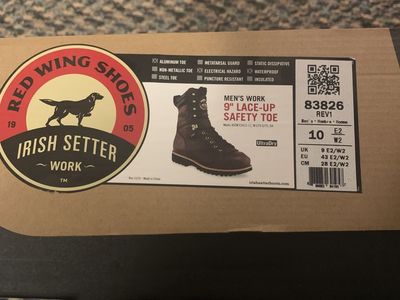 RED WING SHOES
19 05
IRISH SETTER
WORK
TM
ALUMINUM TOE METATARSAL GUARD STATIC DISSIPATIVE
NON-METALLIC TOE ELECTRICAL HAZARD WATERPROOF
STEEL TOE PUNCTURE RESISTANT INSULATED
MEN'S WORK
9" LACE-UP
SAFETY TOE
UltraDry
irishsetterboots.com
83826
REV1
10 E2
W2
UK 9 E2/W2
EU 43 E2/W2
CM 28 E2/W2